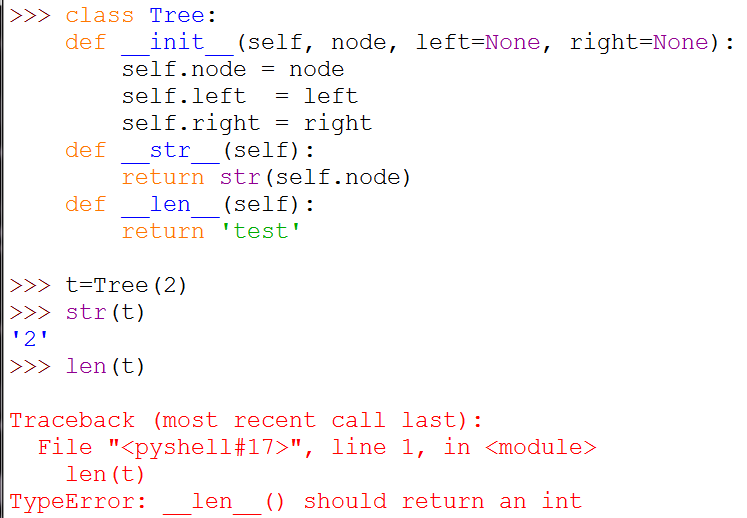 >>> class Tree:
    def __init__(self, node, left=None, right=None):
        self.node = node
        self.left  = left
        self.right = right
    def __str__(self):
        return str(self.node)
    def __len__(self):
        return 'test'

>>> t=Tree(2)
>>> str(t)
'2'
>>> len(t)

Traceback (most recent call last):
  File "<pyshell#17>", line 1, in <module>
    len(t)
TypeError: __len__() should return an int